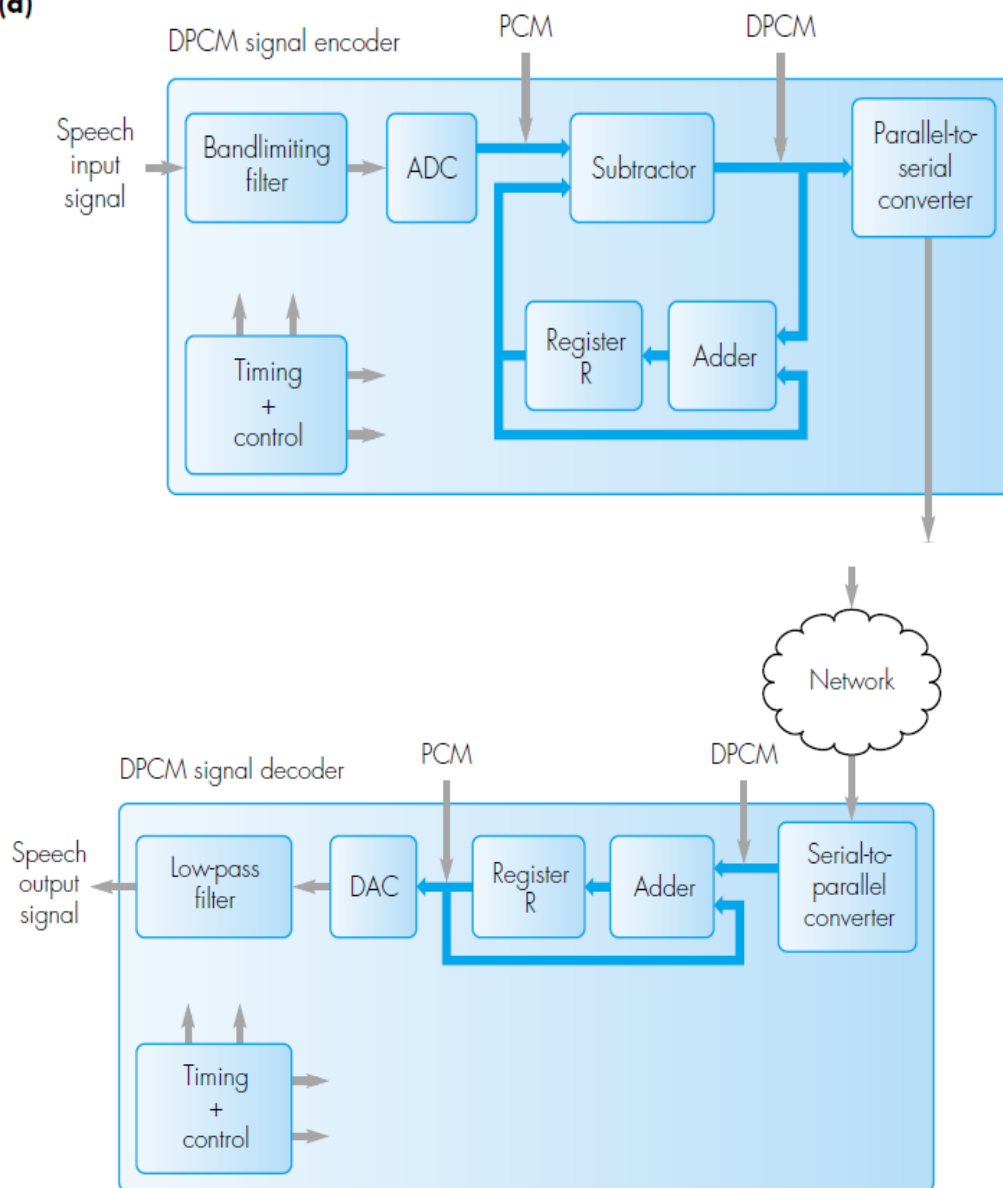 (a)
DPCM signal encoder
PCM
DPCM
Speech
input
signal
Bandlimiting
filter
ADC
Subtractor
Parallel-to-
serial
converter
Timing
+
control
Register
R
Adder
Network
DPCM signal decoder
PCM
DPCM
Speech
output
signal
Low-pass
filter
DAC
Register
R
Adder
Serial-to-
parallel
converter
Timing
+
control